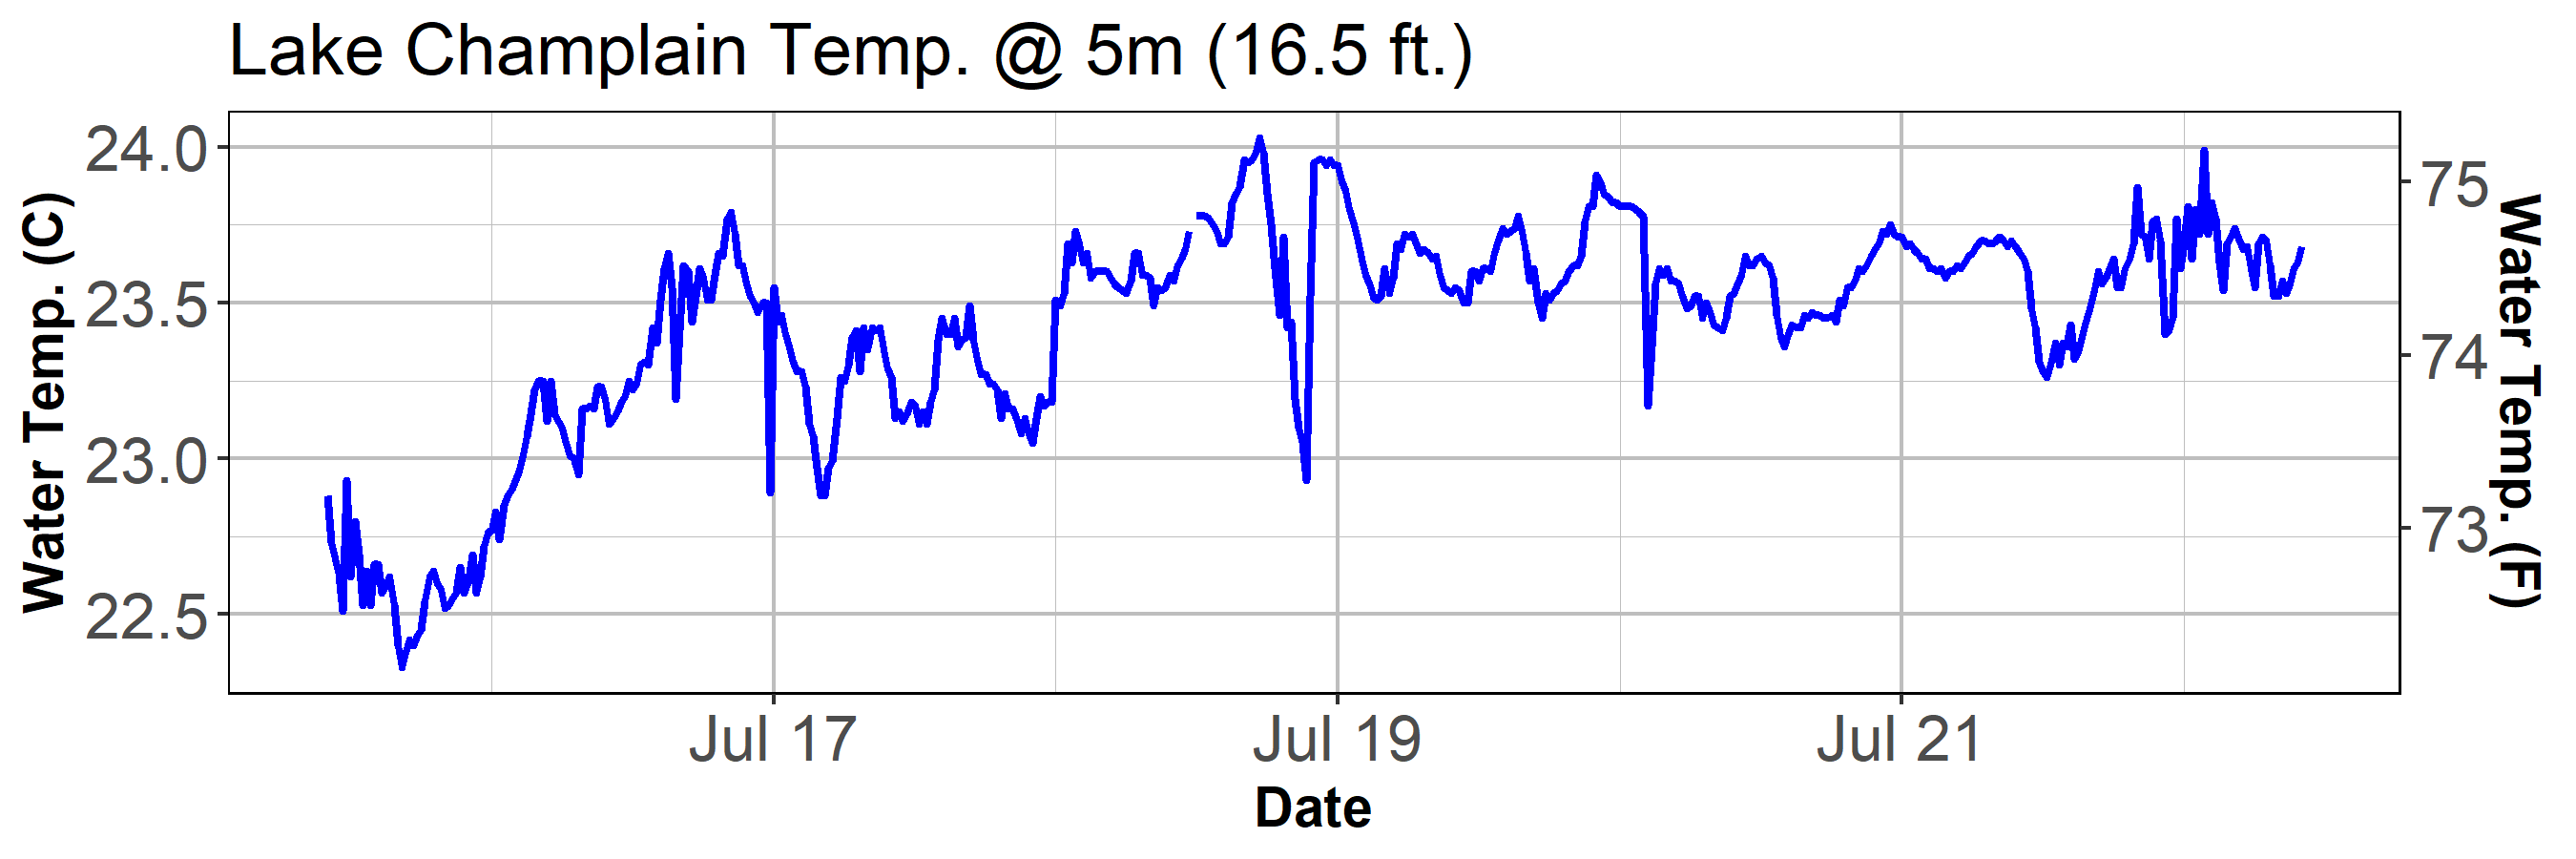 Lake Champlain Temp. @ 5m (16.5 ft.)
Water Temp. (C)
24.0
23.5
23.0
22.5
75
74
73
Water Temp. (F)
Jul 17 Jul 19 Jul 21
Date